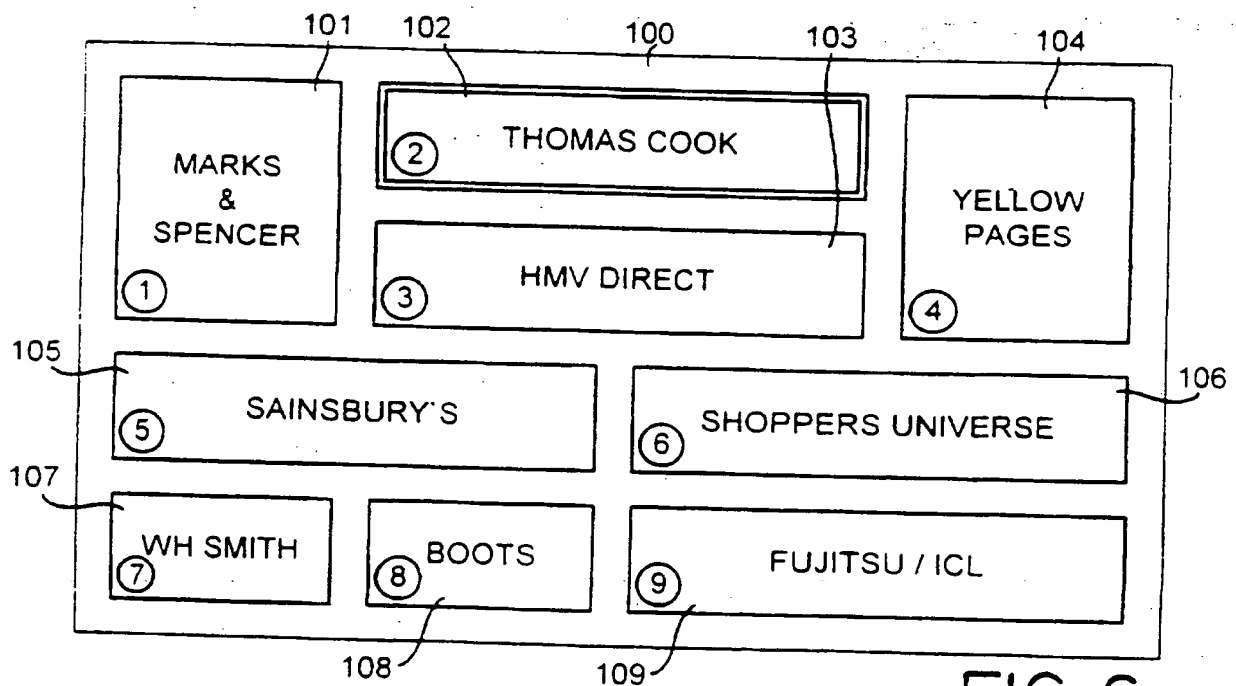 101
102
100
103
104
MARKS
&
SPENCER
1
2
THOMAS COOK
HMV DIRECT
3
YELLOW
PAGES
4
105
SAINSBURY'S
5
106
SHOPPERS UNIVERSE
6
107
WH SMITH
7
BOOTS
8
FUJITSU / ICL
9
108
109